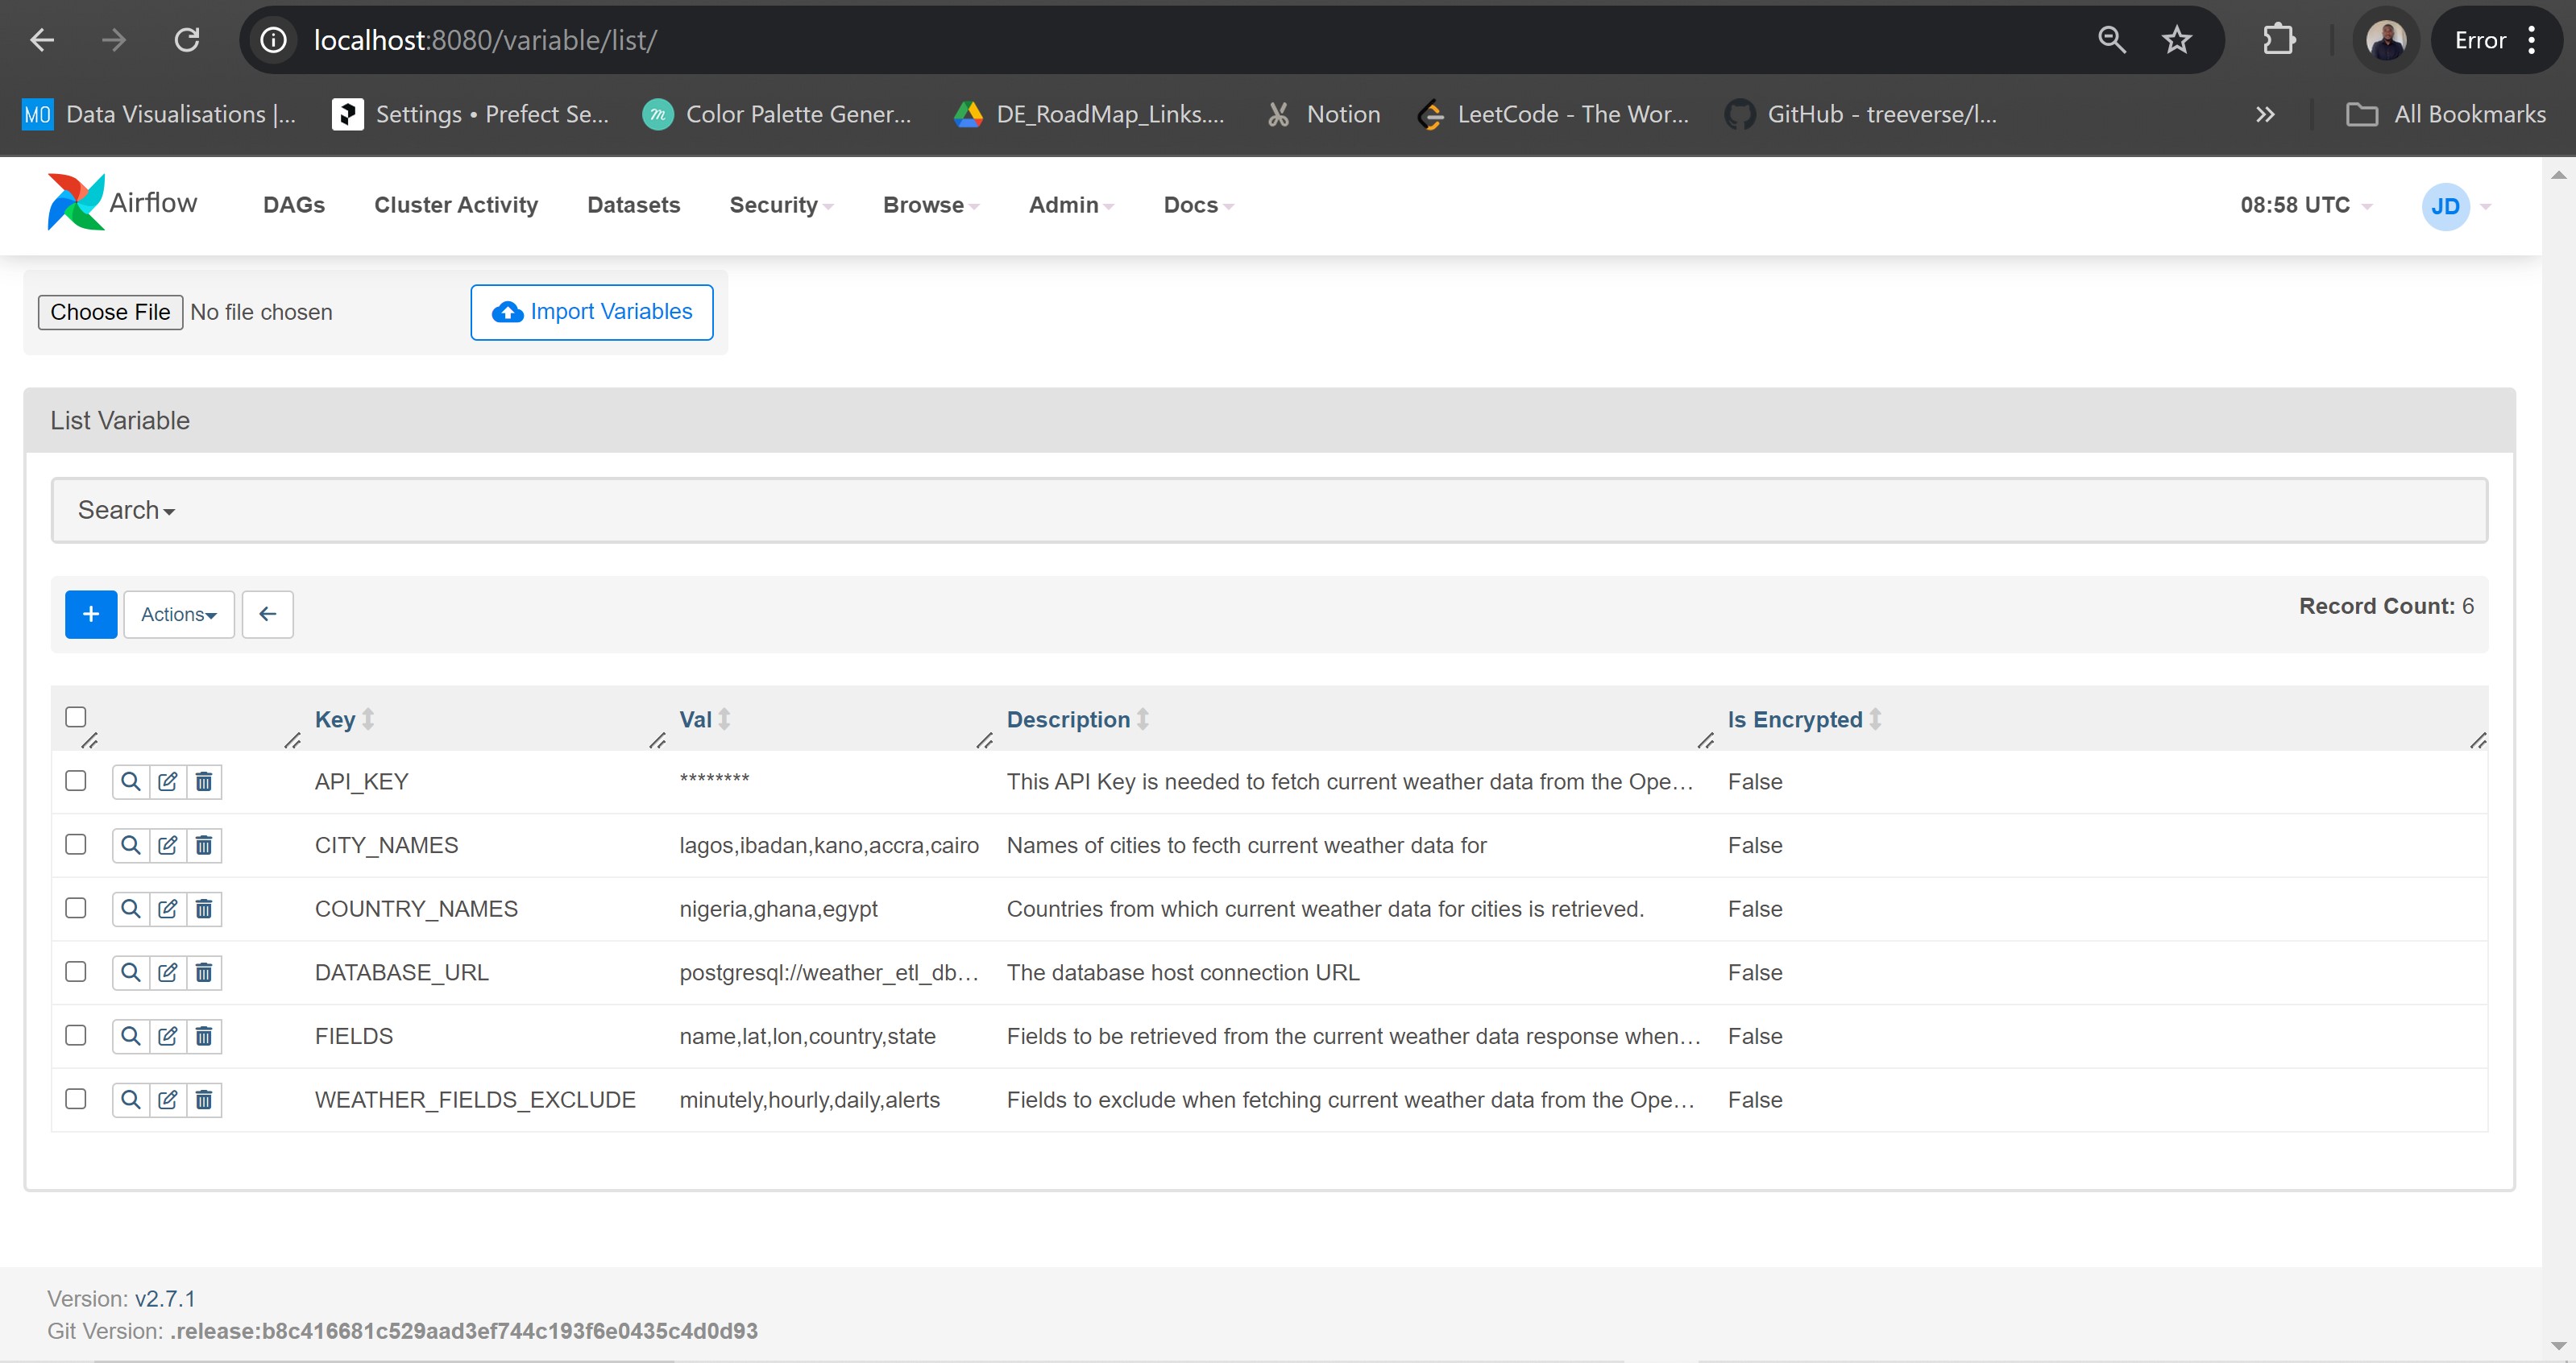 localhost:8080/variable/list/
Error
MO Data Visualisations |...
Settings • Prefect Se...
m Color Palette Gener...
DE_RoadMap_Links....
Notion
LeetCode - The Wor...
GitHub - treeverse/l...
All Bookmarks
Airflow DAGs Cluster Activity Datasets Security Browse Admin Docs 08:58 UTC JD
Choose File No file chosen Import Variables
List Variable
Search
+ Actions Record Count: 6
Key Val Description Is Encrypted
API_KEY ******** This API Key is needed to fetch current weather data from the Ope… False
CITY_NAMES lagos,ibadan,kano,accra,cairo Names of cities to fecth current weather data for False
COUNTRY_NAMES nigeria,ghana,egypt Countries from which current weather data for cities is retrieved. False
DATABASE_URL postgresql://weather_etl_db… The database host connection URL False
FIELDS name,lat,lon,country,state Fields to be retrieved from the current weather data response when… False
WEATHER_FIELDS_EXCLUDE minutely,hourly,daily,alerts Fields to exclude when fetching current weather data from the Ope… False
Version: v2.7.1
Git Version: .release:b8c416681c529aad3ef744c193f6e0435c4d0d93